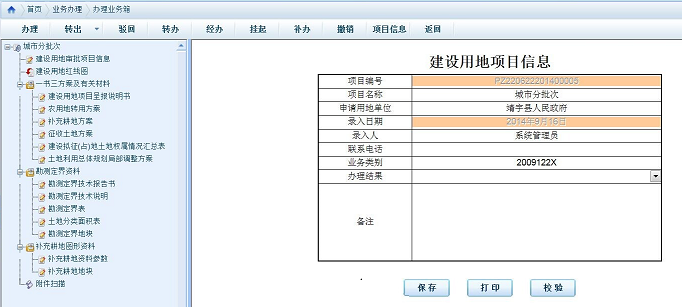 首页 > 业务办理 > 办理业务箱
办理 转出 驳回 转办 经办 挂起 补办 撤销 项目信息 返回
城市分批次
建设用地审批项目信息
建设用地红线图
一书三方案及有关材料
建设用地项目呈报说明书
农用地转用方案
补充耕地方案
征收土地方案
建设拟征(占)地土地权属情况汇总表
土地利用总体规划局部调整方案
勘测定界资料
勘测定界技术报告书
勘测定界技术说明
勘测定界表
土地分类面积表
勘测定界地块
补充耕地图形资料
补充耕地资料参数
补充耕地地块
附件扫描
建设用地项目信息
项目编号 PZ220622201400005
项目名称 城市分批次
申请用地单位 靖宇县人民政府
录入日期 2014年9月16日
录入人 系统管理员
联系电话
业务类别 2009122X
办理结果
备注
保存 打印 校验